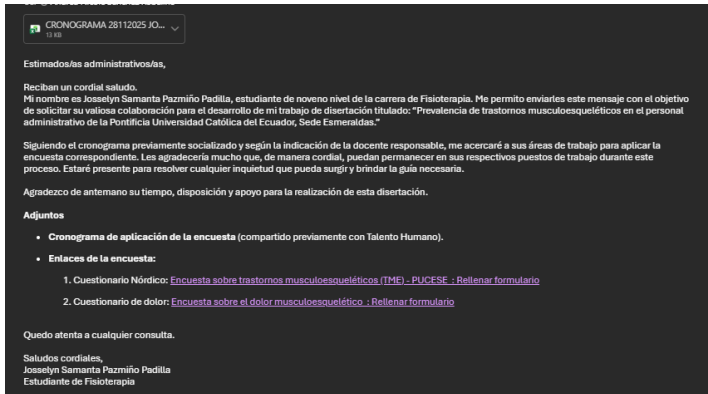 CRONOGRAMA 28112025 JO...
13 KB
Estimados/as administrativos/as,
Reciban un cordial saludo.
Mi nombre es Josselyn Samanta Pazmiño Padilla, estudiante de noveno nivel de la carrera de Fisioterapia. Me permito enviarles este mensaje con el objetivo
de solicitar su valiosa colaboración para el desarrollo de mi trabajo de disertación titulado: “Prevalencia de trastornos musculoesqueléticos en el personal
administrativo de la Pontificia Universidad Católica del Ecuador, Sede Esmeraldas.”
Siguiendo el cronograma previamente socializado y según la indicación de la docente responsable, me acercaré a sus áreas de trabajo para aplicar la
encuesta correspondiente. Les agradecería mucho que, de manera cordial, puedan permanecer en sus respectivos puestos de trabajo durante este
proceso. Estaré presente para resolver cualquier inquietud que pueda surgir y brindar la guía necesaria.
Agradezco de antemano su tiempo, disposición y apoyo para la realización de esta disertación.
Adjuntos
• Cronograma de aplicación de la encuesta (compartido previamente con Talento Humano).
• Enlaces de la encuesta:
1. Cuestionario Nórdico: Encuesta sobre trastornos musculoesqueléticos (TME) - PUCESE : Rellenar formulario
2. Cuestionario de dolor: Encuesta sobre el dolor musculoesquelético : Rellenar formulario
Quedo atenta a cualquier consulta.
Saludos cordiales,
Josselyn Samanta Pazmiño Padilla
Estudiante de Fisioterapia